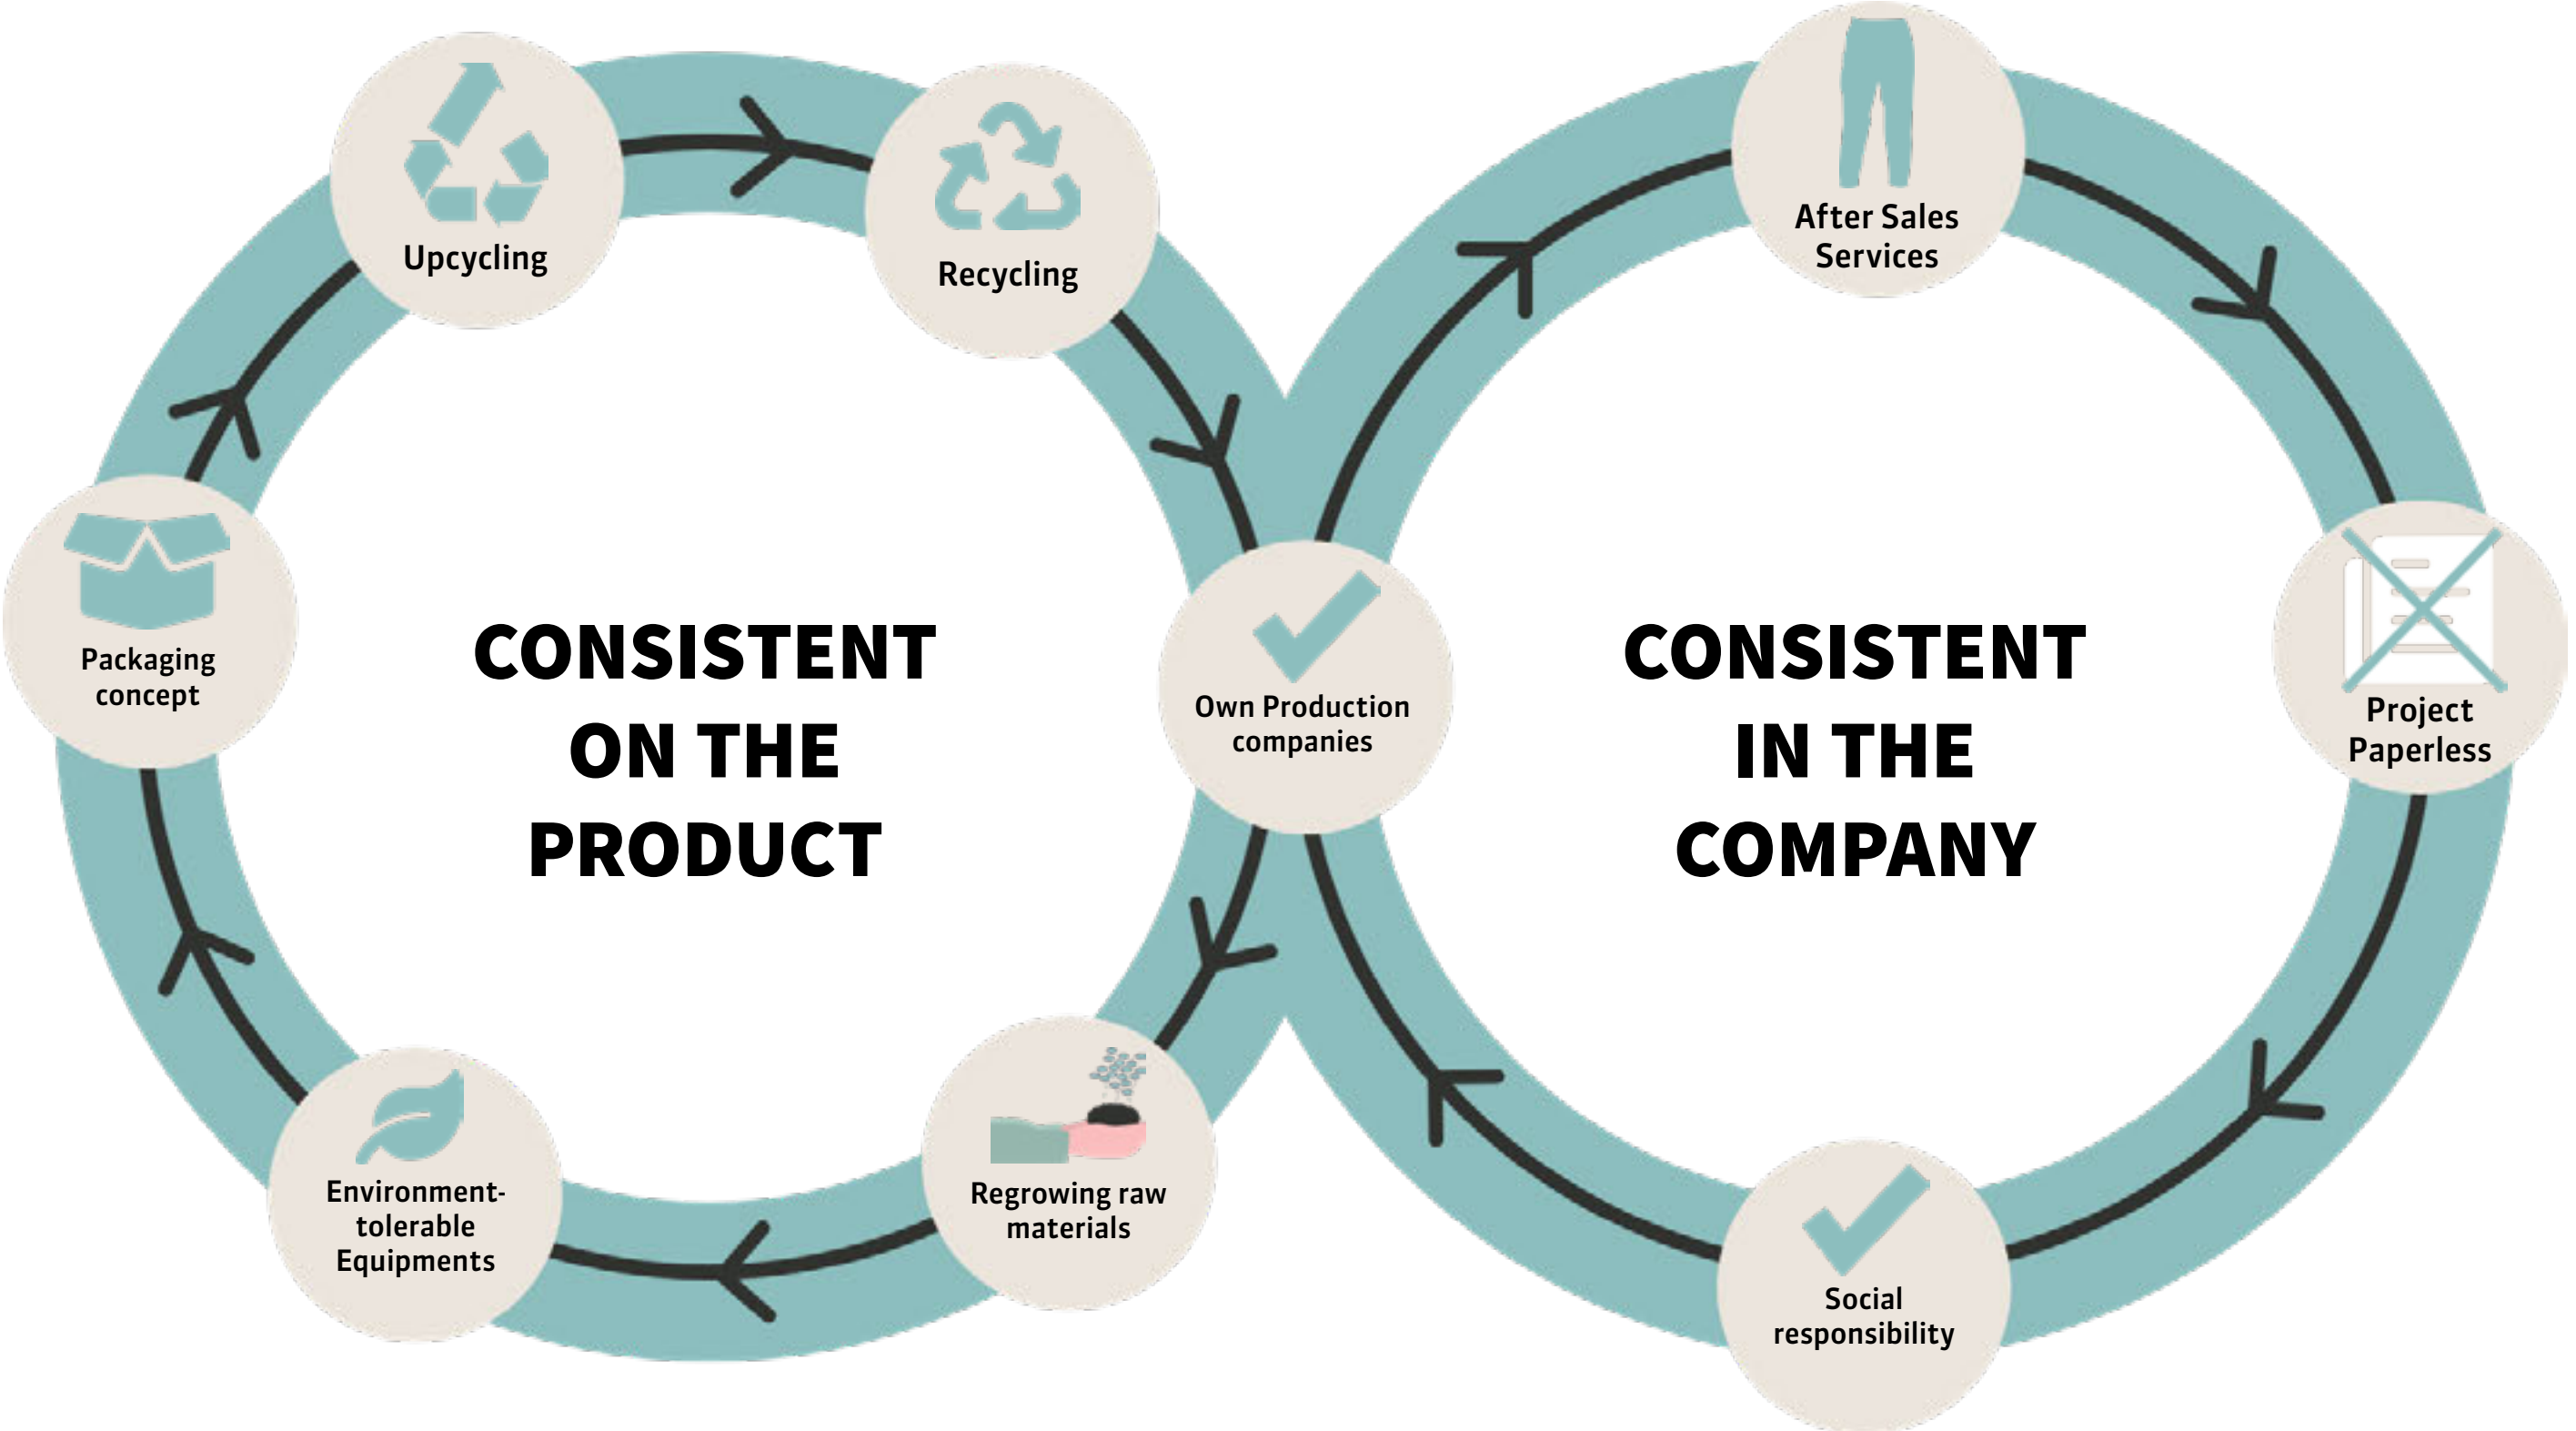 Upcycling
Recycling
After Sales
Services
Packaging
concept
CONSISTENT
ON THE
PRODUCT
Own Production
companies
CONSISTENT
IN THE
COMPANY
Project
Paperless
Environment-
tolerable
Equipments
Regrowing raw
materials
Social
responsibility